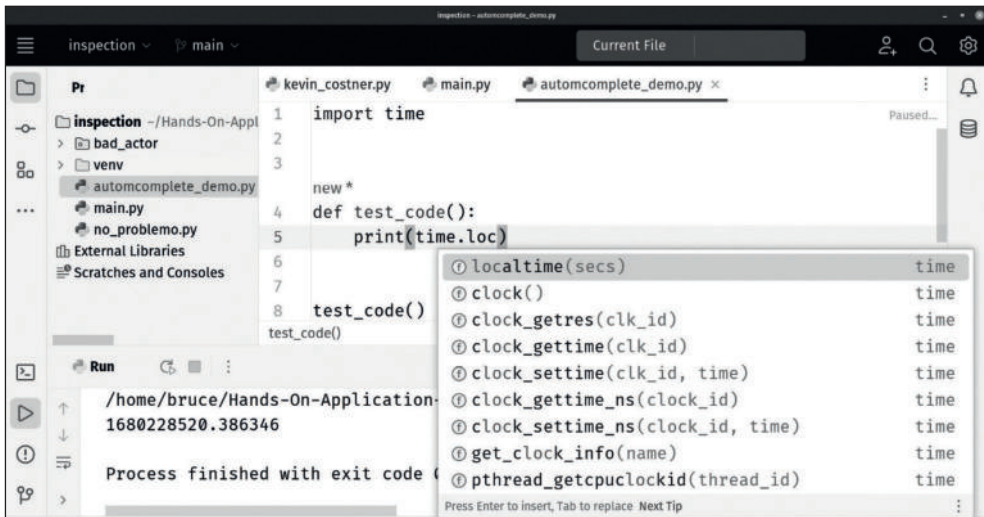 inspection – automcomplete_demo.py
inspection main Current File
Pr
inspection ~/Hands-On-Appl
bad_actor
venv
automcomplete_demo.py
main.py
no_problemo.py
External Libraries
Scratches and Consoles
kevin_costner.py main.py automcomplete_demo.py ×
Paused...
1 import time
2
3
new *
4 def test_code():
5 print(time.loc)
6
7
8 test_code()
test_code()
localtime(secs) time
clock() time
clock_getres(clk_id) time
clock_gettime(clk_id) time
clock_settime(clk_id, time) time
clock_gettime_ns(clock_id) time
clock_settime_ns(clock_id, time) time
get_clock_info(name) time
pthread_getcpuclockid(thread_id) time
Press Enter to insert, Tab to replace Next Tip
Run
/home/bruce/Hands-On-Application-
1680228520.386346
Process finished with exit code